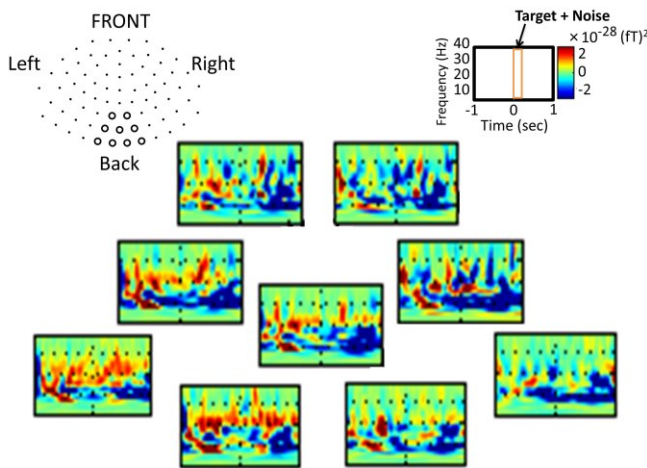 FRONT
Left
Right
Back
Target + Noise
×10⁻²⁸ (fT)²
Frequency (Hz)
40
30
20
10
2
0
-2
-1
0
1
Time (sec)